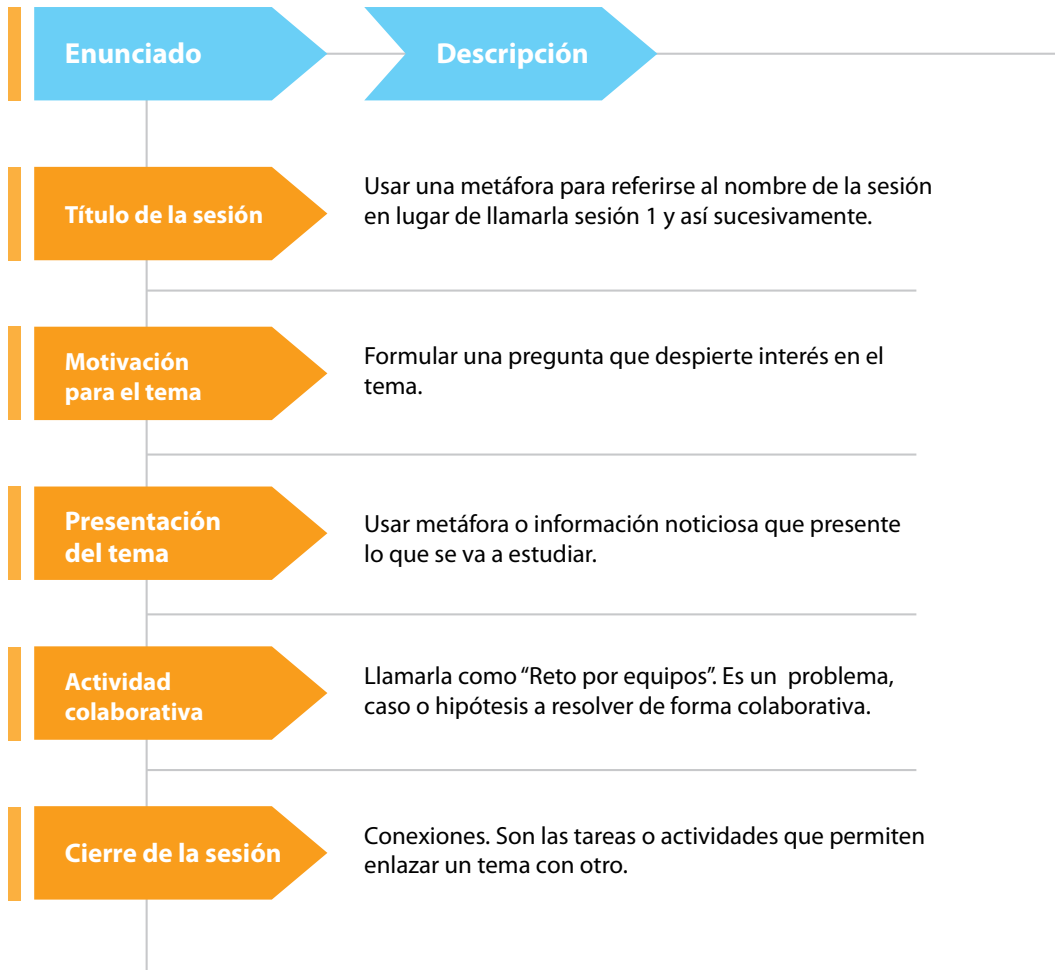 Enunciado
Descripción
Título de la sesión
Usar una metáfora para referirse al nombre de la sesión
en lugar de llamarla sesión 1 y así sucesivamente.
Motivación
para el tema
Formular una pregunta que despierte interés en el
tema.
Presentación
del tema
Usar metáfora o información noticiosa que presente
lo que se va a estudiar.
Actividad
colaborativa
Llamarla como “Reto por equipos”. Es un problema,
caso o hipótesis a resolver de forma colaborativa.
Cierre de la sesión
Conexiones. Son las tareas o actividades que permiten
enlazar un tema con otro.